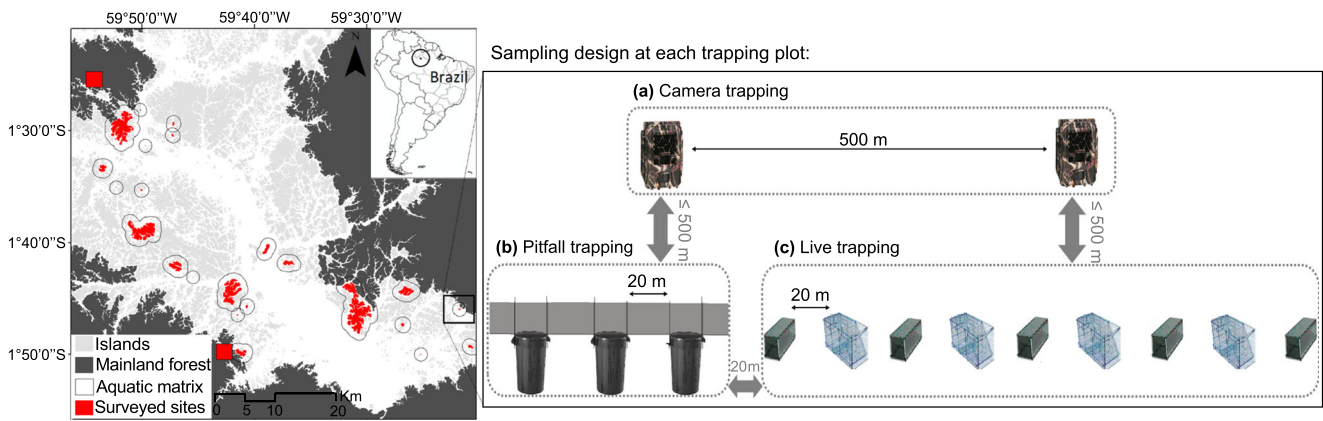 59°50'0''W 59°40'0''W 59°30'0''W
N
Brazil
1°30'0''S
1°40'0''S
1°50'0''S
Islands
Mainland forest
Aquatic matrix
Surveyed sites
Km
0 5 10 20
Sampling design at each trapping plot:
(a) Camera trapping
500 m
≤ 500 m
≤ 500 m
(b) Pitfall trapping
20 m
20m
(c) Live trapping
20 m